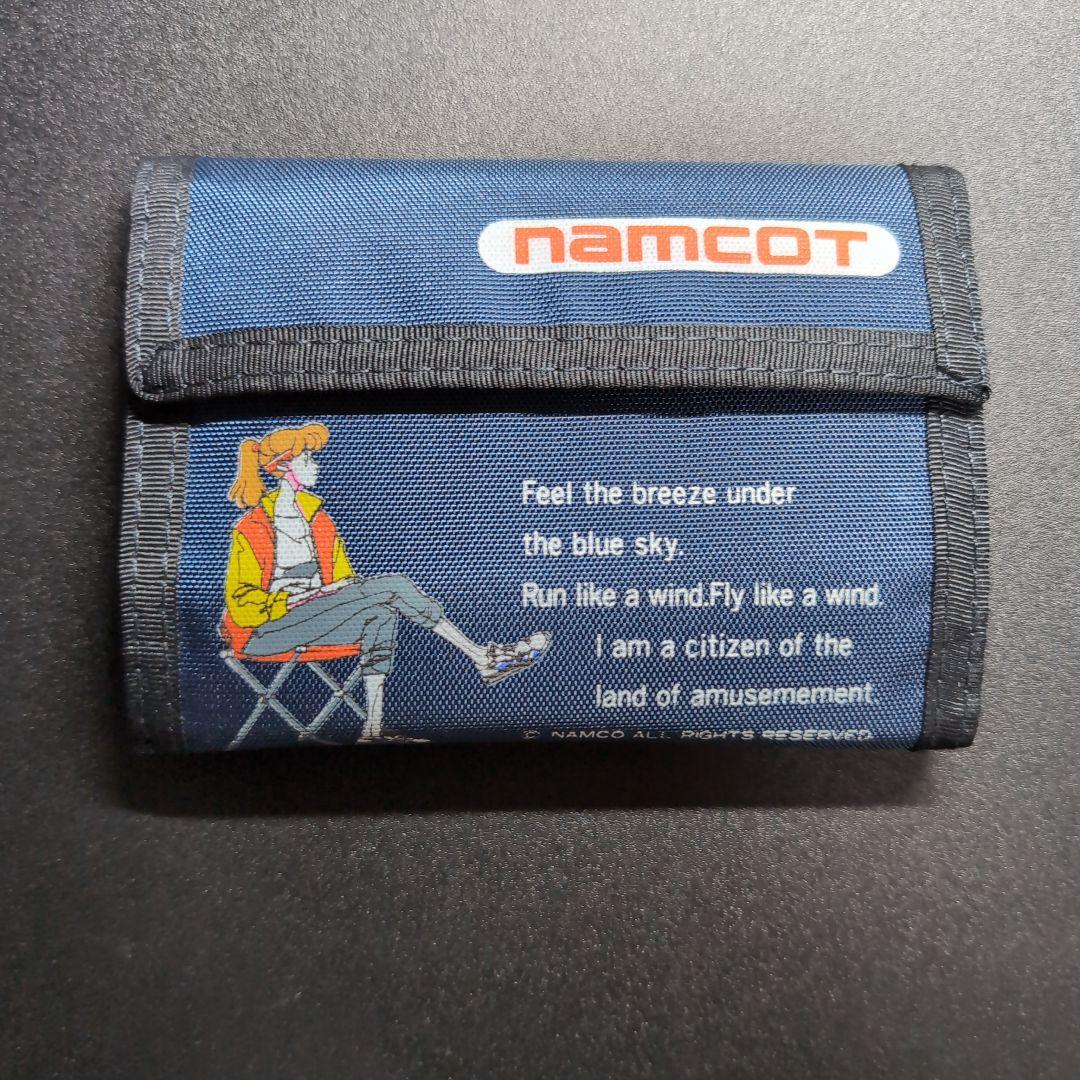 namcot
Feel the breeze under
the blue sky.
Run like a wind.Fly like a wind.
I am a citizen of the
land of amusemement.
© NAMCO ALL RIGHTS RESERVED.